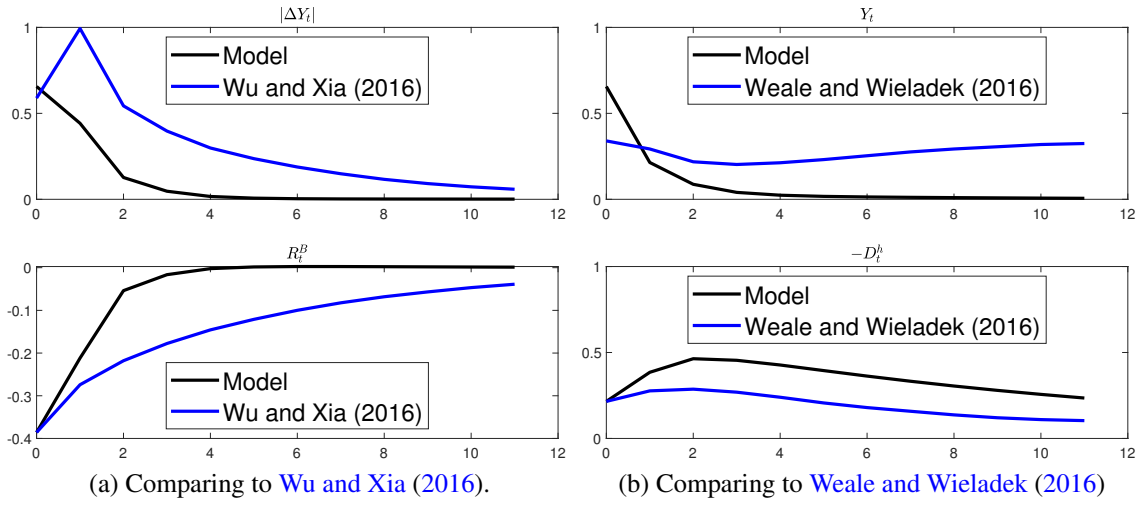 |ΔY_t|
1
0.5
0
Model
Wu and Xia (2016)
0 2 4 6 8 10 12
R_t^B
0
-0.1
-0.2
-0.3
-0.4
Model
Wu and Xia (2016)
0 2 4 6 8 10 12
(a) Comparing to Wu and Xia (2016).
Y_t
1
0.5
0
Model
Weale and Wieladek (2016)
0 2 4 6 8 10 12
-D_t^h
1
0.5
0
Model
Weale and Wieladek (2016)
0 2 4 6 8 10 12
(b) Comparing to Weale and Wieladek (2016)